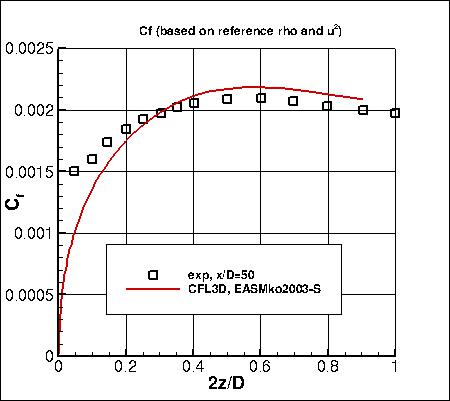 Cf (based on reference rho and u²)
0.0025
0.002
0.0015
0.001
0.0005
0
Cf
exp, x/D=50
CFL3D, EASMko2003-S
0 0.2 0.4 0.6 0.8 1
2z/D